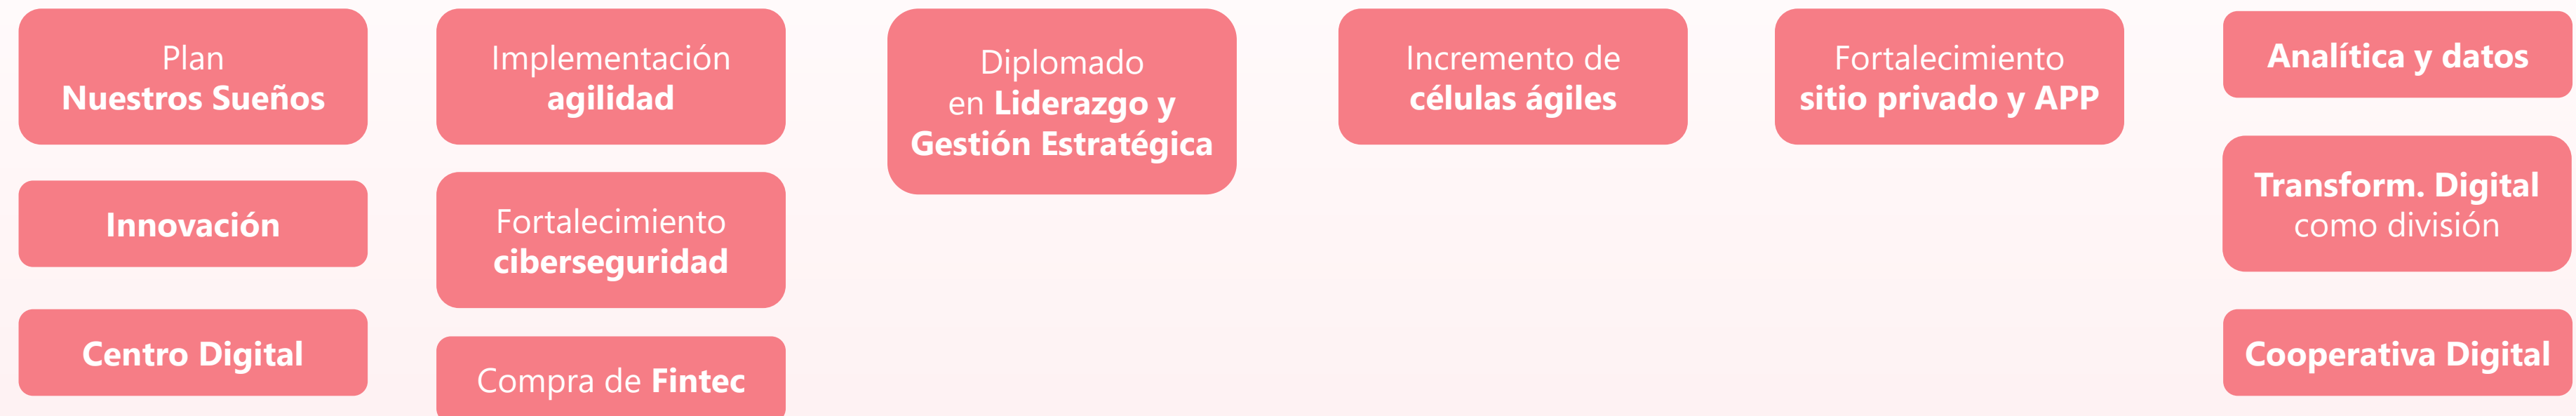 Plan
Nuestros Sueños
Innovación
Centro Digital
Implementación
agilidad
Fortalecimiento
ciberseguridad
Compra de Fintec
Diplomado
en Liderazgo y
Gestión Estratégica
Incremento de
células ágiles
Fortalecimiento
sitio privado y APP
Analítica y datos
Transform. Digital
como división
Cooperativa Digital